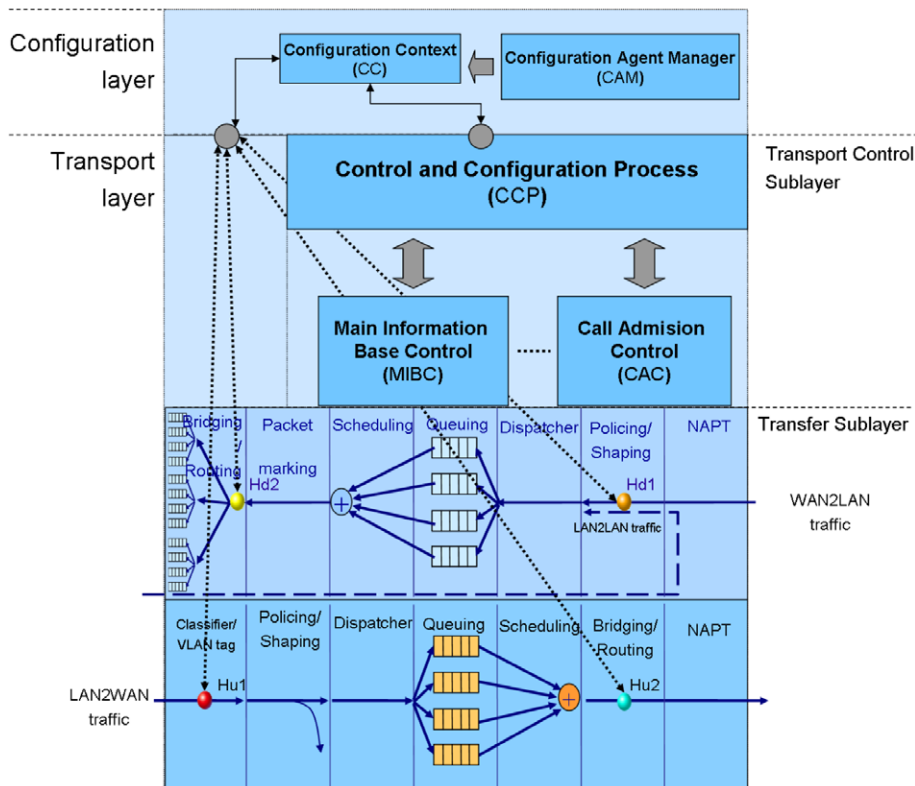 Configuration
layer
Configuration Context
(CC)
Configuration Agent Manager
(CAM)
Transport
layer
Control and Configuration Process
(CCP)
Transport Control
Sublayer
Main Information
Base Control
(MIBC)
Call Admision
Control
(CAC)
Transfer Sublayer
Bridging/
Routing
Packet
marking
Scheduling
Queuing
Dispatcher
Policing/
Shaping
NAPT
Hd2
Hd1
LAN2LAN traffic
WAN2LAN
traffic
Classifier/
VLAN tag
Policing/
Shaping
Dispatcher
Queuing
Scheduling
Bridging/
Routing
NAPT
Hu1
Hu2
LAN2WAN
traffic